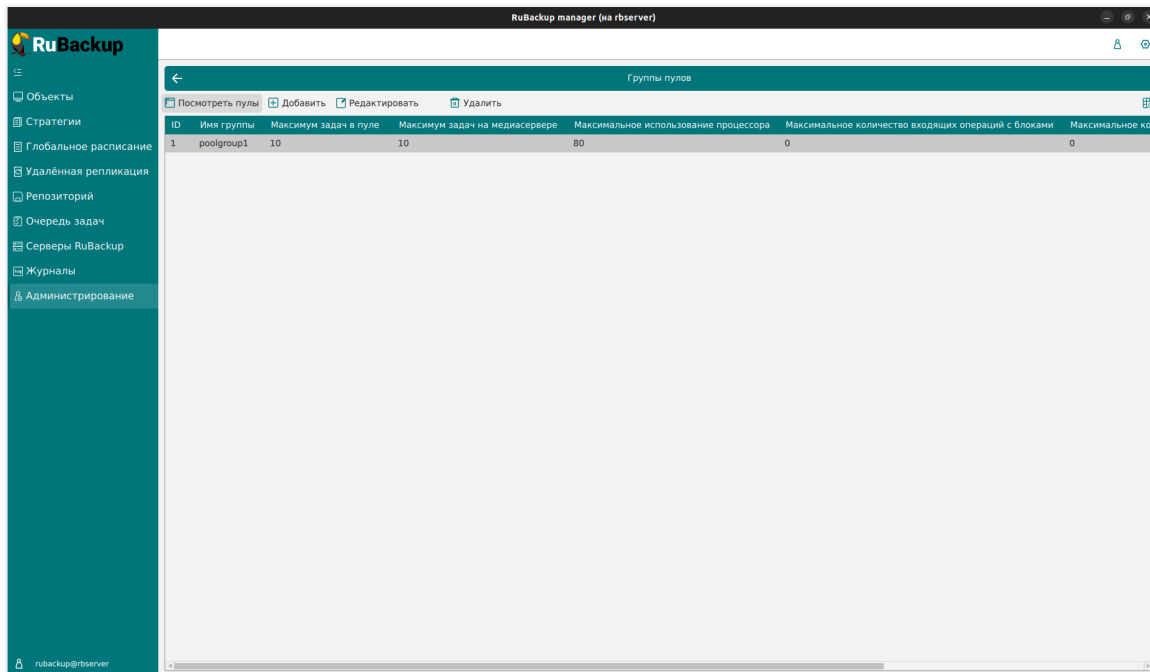 RuBackup manager (на rbserver)
RuBackup
Объекты
Стратегии
Глобальное расписание
Удалённая репликация
Репозиторий
Очередь задач
Серверы RuBackup
Журналы
Администрирование
rubackup@rbserver
Группы пулов
Посмотреть пулы Добавить Редактировать Удалить
ID Имя группы Максимум задач в пуле Максимум задач на медиасервере Максимальное использование процессора Максимальное количество входящих операций с блоками Максимальное ко
1 poolgroup1 10 10 80 0 0